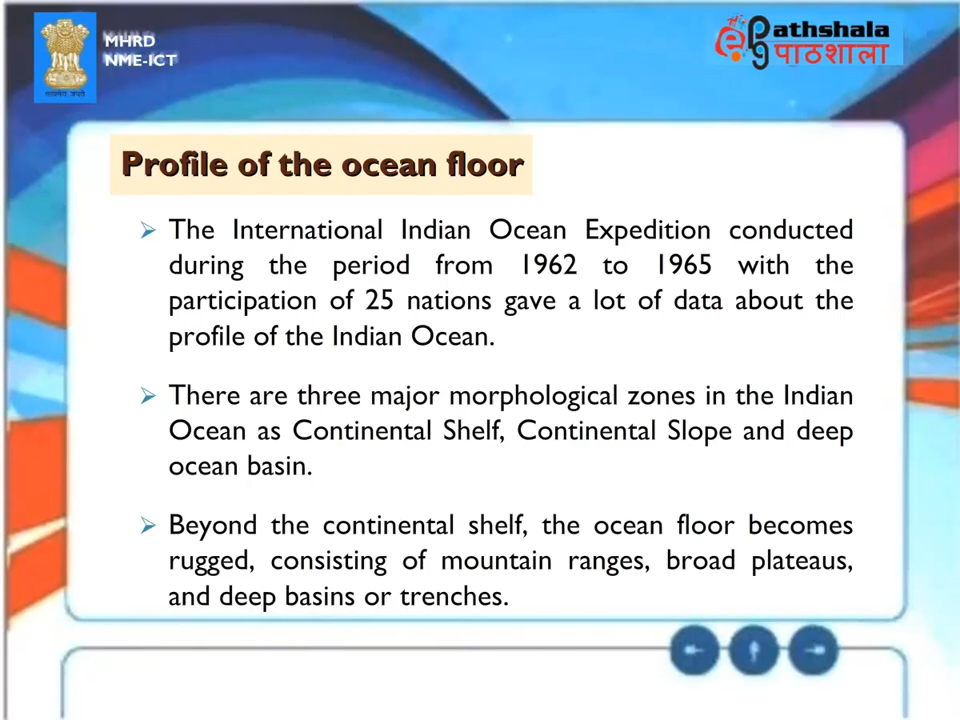 MHRD
NME-ICT
e pg Pathshala
पाठशाला
Profile of the ocean floor
➢ The International Indian Ocean Expedition conducted
during the period from 1962 to 1965 with the
participation of 25 nations gave a lot of data about the
profile of the Indian Ocean.
➢ There are three major morphological zones in the Indian
Ocean as Continental Shelf, Continental Slope and deep
ocean basin.
➢ Beyond the continental shelf, the ocean floor becomes
rugged, consisting of mountain ranges, broad plateaus,
and deep basins or trenches.